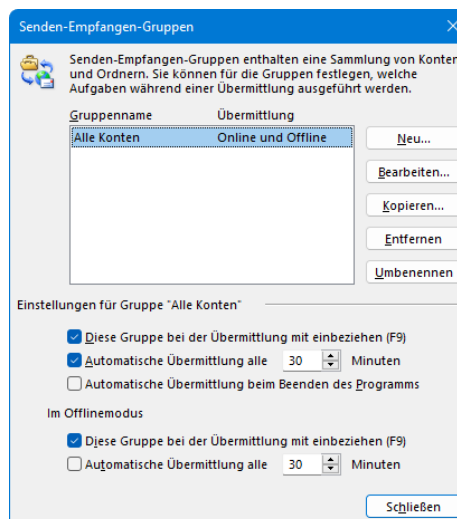 Senden-Empfangen-Gruppen
Senden-Empfangen-Gruppen enthalten eine Sammlung von Konten
und Ordnern. Sie können für die Gruppen festlegen, welche
Aufgaben während einer Übermittlung ausgeführt werden.
Gruppenname Übermittlung
Alle Konten Online und Offline
Neu...
Bearbeiten...
Kopieren...
Entfernen
Umbenennen
Einstellungen für Gruppe "Alle Konten"
Diese Gruppe bei der Übermittlung mit einbeziehen (F9)
Automatische Übermittlung alle 30 Minuten
Automatische Übermittlung beim Beenden des Programms
Im Offlinemodus
Diese Gruppe bei der Übermittlung mit einbeziehen (F9)
Automatische Übermittlung alle 30 Minuten
Schließen